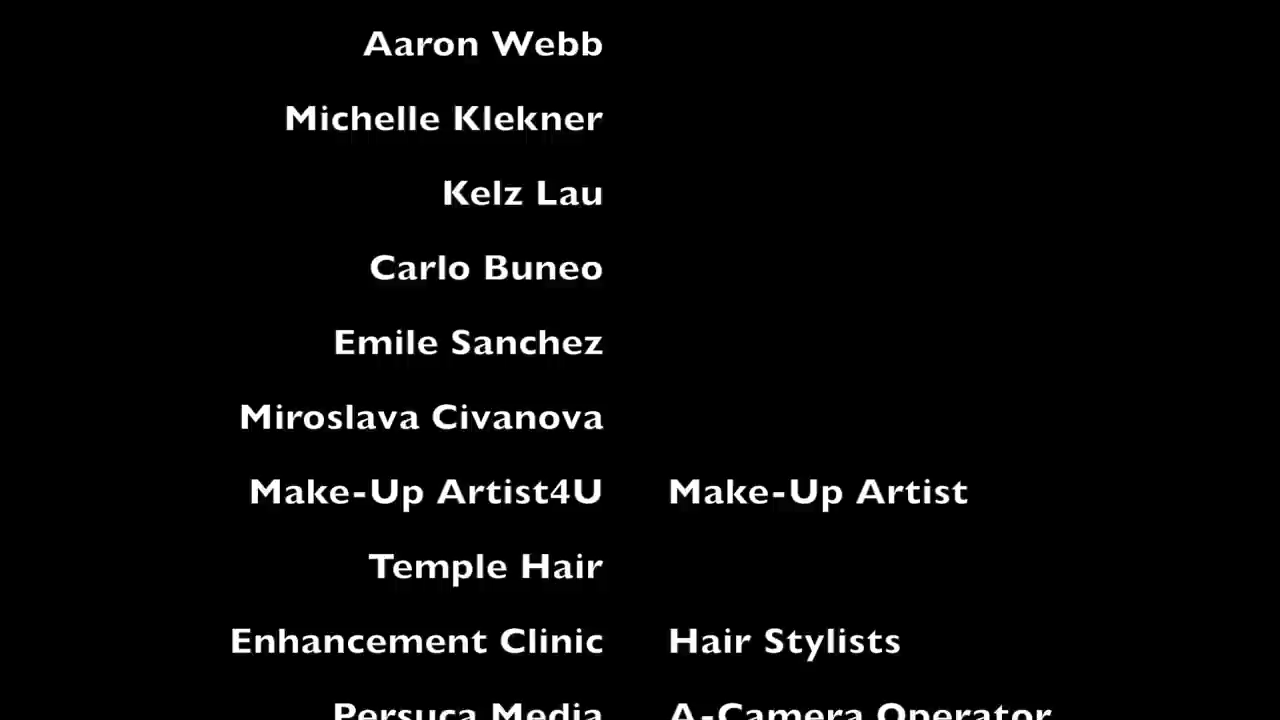 Aaron Webb
Michelle Klekner
Kelz Lau
Carlo Buneo
Emile Sanchez
Miroslava Civanova
Make-Up Artist4U Make-Up Artist
Temple Hair
Enhancement Clinic Hair Stylists
Persuca Media A-Camera Operator